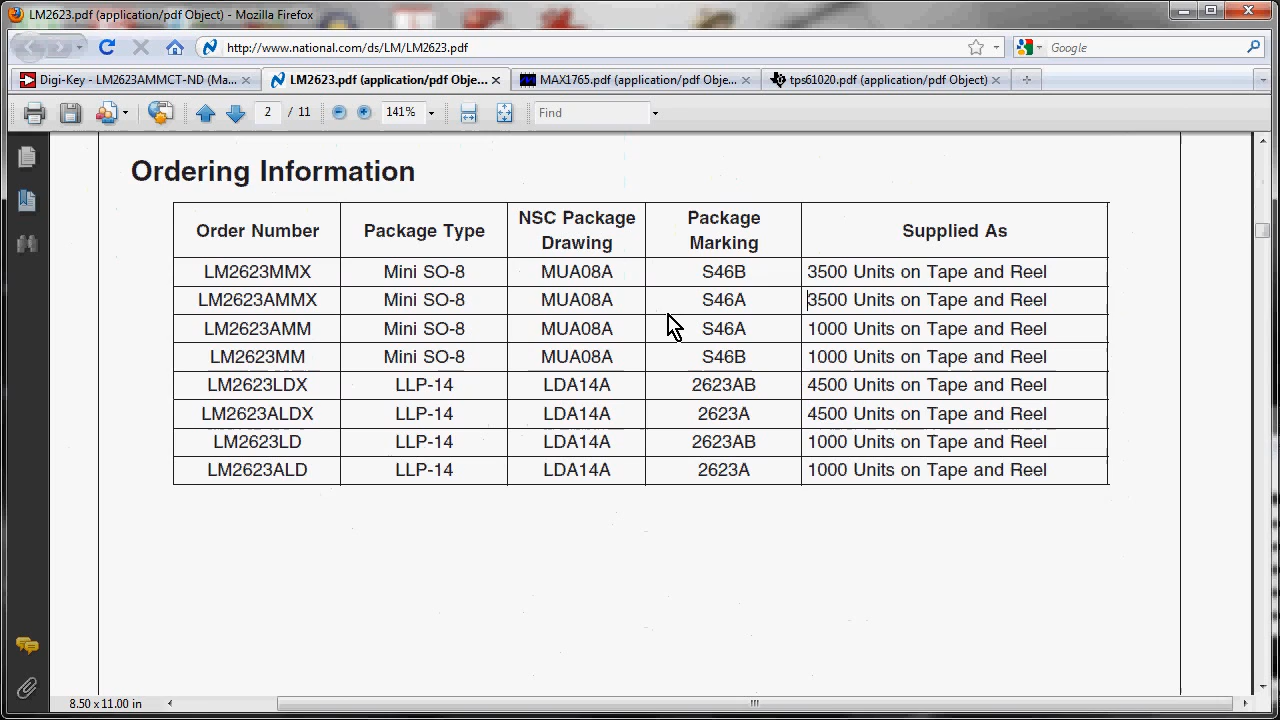 LM2623.pdf (application/pdf Object) - Mozilla Firefox
http://www.national.com/ds/LM/LM2623.pdf
Google
Digi-Key - LM2623AMMCT-ND (Ma...
LM2623.pdf (application/pdf Obje...
MAX1765.pdf (application/pdf Obje...
tps61020.pdf (application/pdf Object)
2 / 11
141%
Find
Ordering Information
Order Number Package Type NSC Package Drawing Package Marking Supplied As
LM2623MMX Mini SO-8 MUA08A S46B 3500 Units on Tape and Reel
LM2623AMMX Mini SO-8 MUA08A S46A 3500 Units on Tape and Reel
LM2623AMM Mini SO-8 MUA08A S46A 1000 Units on Tape and Reel
LM2623MM Mini SO-8 MUA08A S46B 1000 Units on Tape and Reel
LM2623LDX LLP-14 LDA14A 2623AB 4500 Units on Tape and Reel
LM2623ALDX LLP-14 LDA14A 2623A 4500 Units on Tape and Reel
LM2623LD LLP-14 LDA14A 2623AB 1000 Units on Tape and Reel
LM2623ALD LLP-14 LDA14A 2623A 1000 Units on Tape and Reel
8.50 x 11.00 in